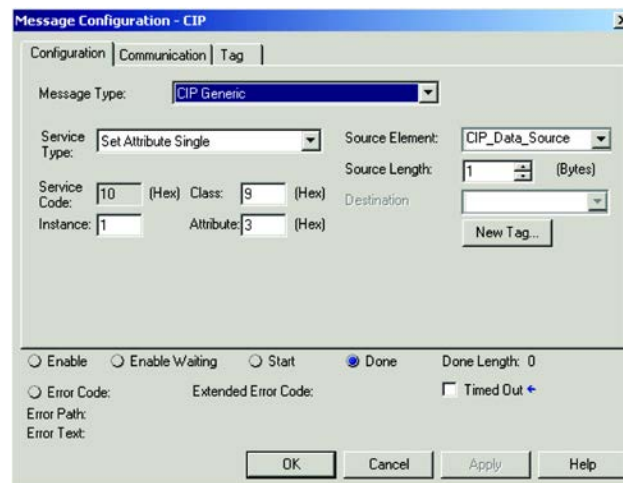 Message Configuration - CIP
Configuration Communication Tag
Message Type: CIP Generic
Service Type: Set Attribute Single
Source Element: CIP_Data_Source
Source Length: 1 (Bytes)
Service Code: 10 (Hex) Class: 9 (Hex)
Destination
Instance: 1 Attribute: 3 (Hex)
New Tag...
Enable Enable Waiting Start Done Done Length: 0
Error Code: Extended Error Code: Timed Out
Error Path:
Error Text:
OK Cancel Apply Help